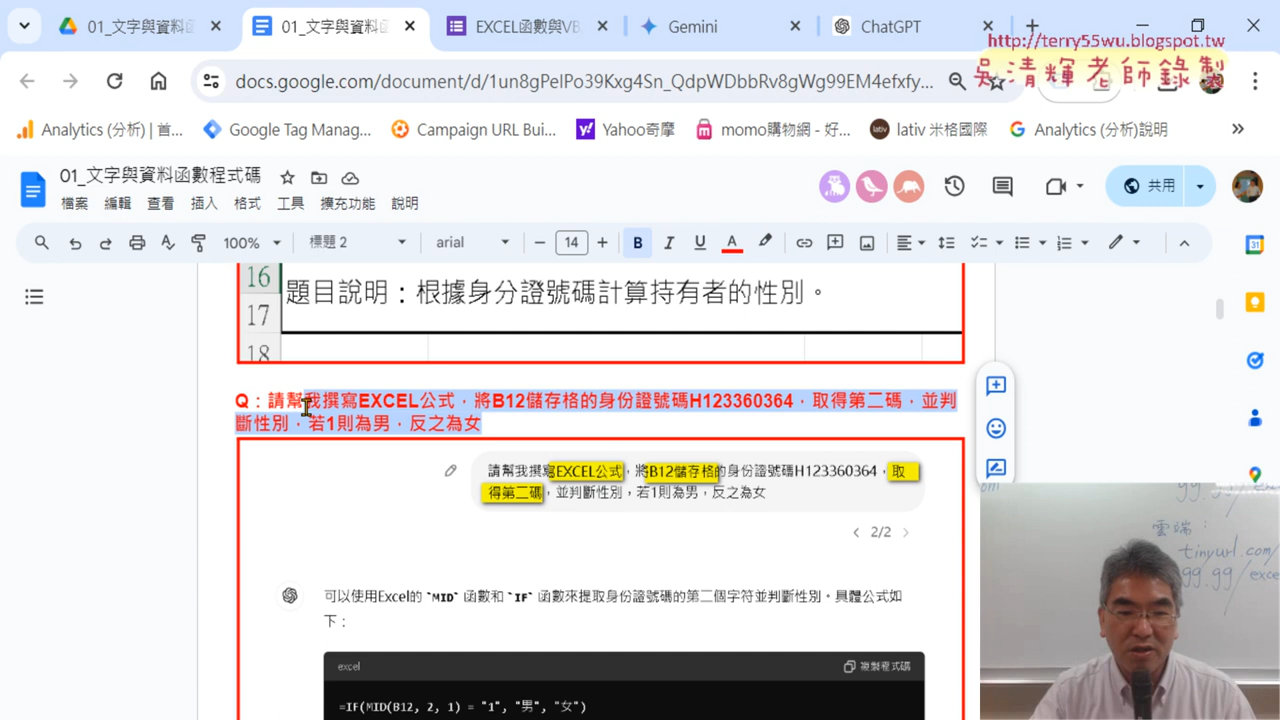 01_文字與資料函
01_文字與資料函
EXCEL函數與VB
Gemini
ChatGPT
http://terry55wu.blogspot.tw
吳清輝老師錄製
docs.google.com/document/d/1un8gPelPo39Kxg4Sn_QdpWDbbRv8gWg99EM4efxfy...
Analytics (分析) | 首...
Google Tag Manag...
Campaign URL Bui...
Yahoo奇摩
momo購物網 - 好...
lativ 米格國際
Analytics (分析)說明
01_文字與資料函數程式碼
檔案 編輯 查看 插入 格式 工具 擴充功能 說明
共用
100% 標題 2 arial 14 B I U A
16
題目說明：根據身分證號碼計算持有者的性別。
17
18
Q：請幫我撰寫EXCEL公式，將B12儲存格的身份證號碼H123360364，取得第二碼，並判
斷性別，若1則為男，反之為女
請幫我撰寫EXCEL公式，將B12儲存格的身份證號碼H123360364，取
得第二碼，並判斷性別，若1則為男，反之為女
2/2
可以使用Excel的 `MID` 函數和 `IF` 函數來提取身份證號碼的第二個字符並判斷性別。具體公式如
下：
excel
複製程式碼
=IF(MID(B12, 2, 1) = "1", "男", "女")
雲端：
tinyurl.com/
gg.gg/exce